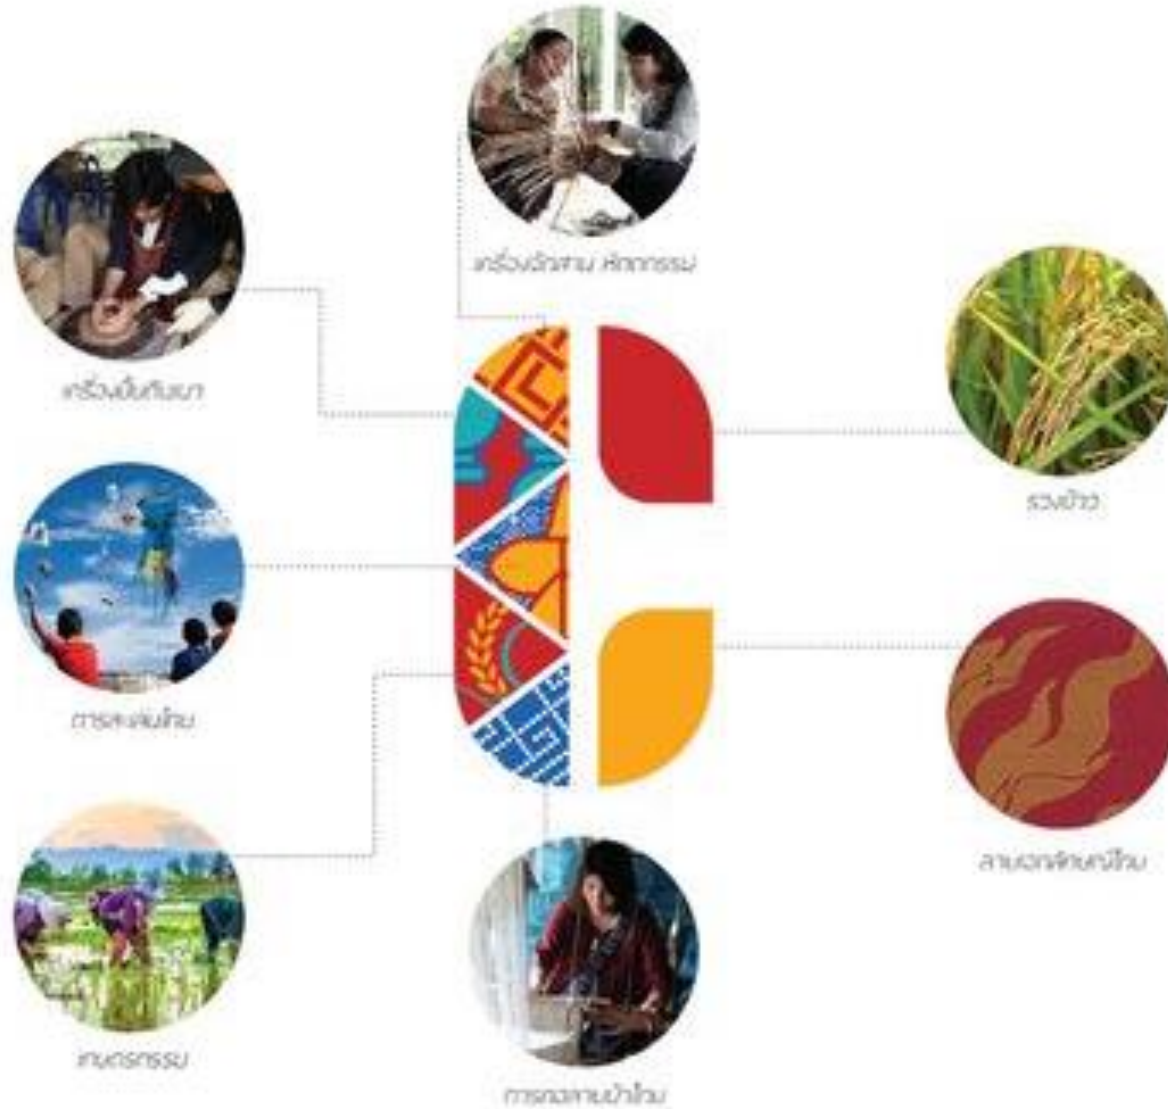 เครื่องจักสาน หัตถกรรม
เครื่องปั้นดินเผา
รวงข้าว
การละเล่นไทย
ลายเอกลักษณ์ไทย
เกษตรกรรม
การทอลายผ้าไทย